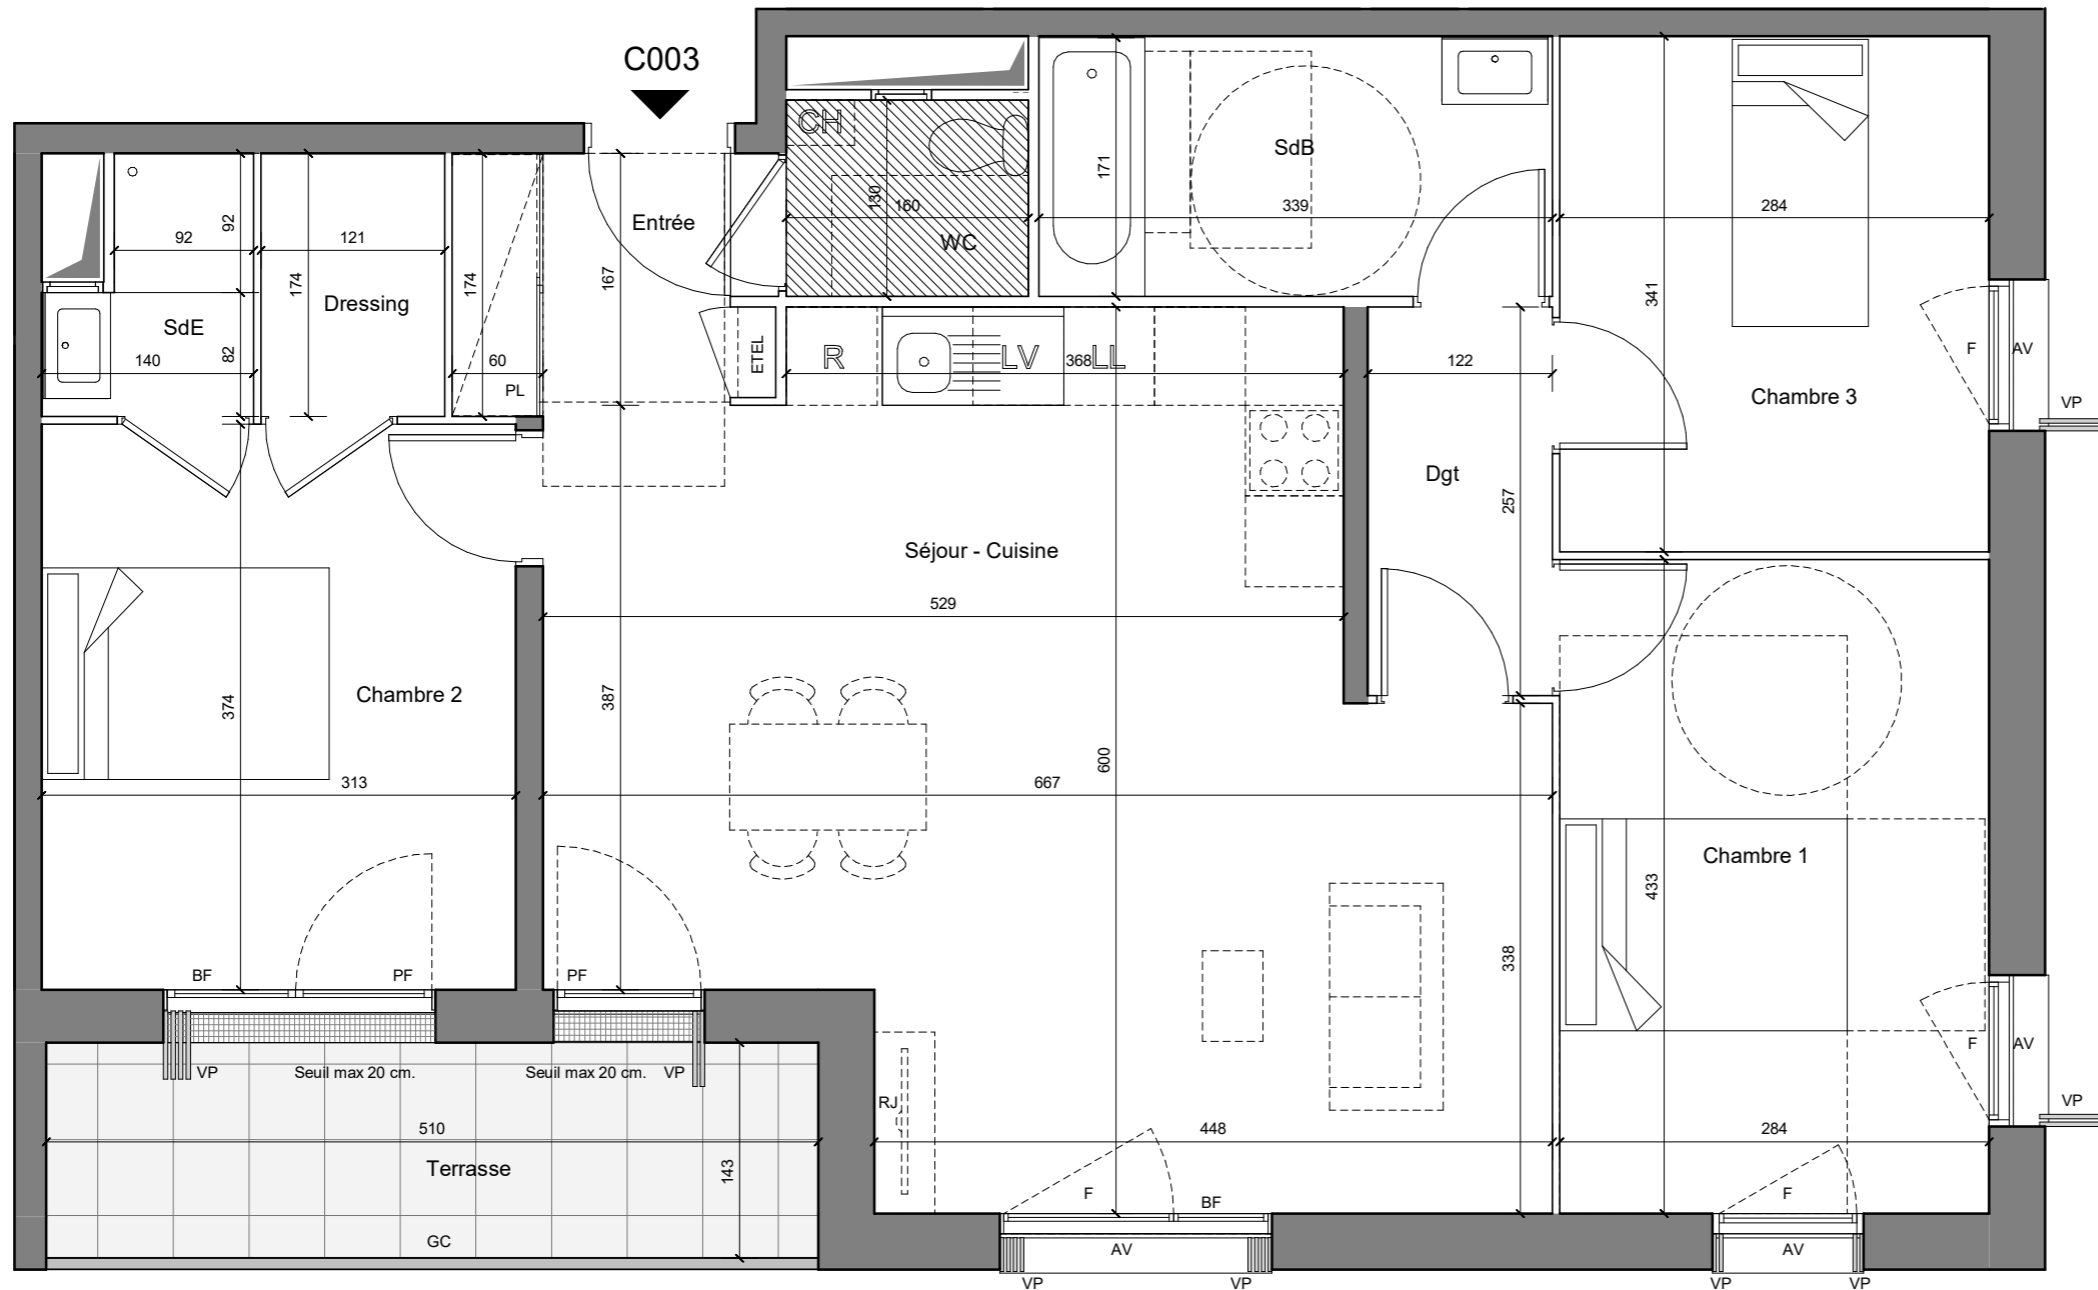 C003
CH
SdB
171
130
92
Entrée
160
339
284
92
121
WC
174
174
167
Dressing
341
SdE
82
140
60
PL
ETEL
R
LV
368
LL
122
F
AV
Chambre 3
VP
Dgt
257
Séjour - Cuisine
529
374
Chambre 2
387
600
313
667
Chambre 1
433
338
BF
PF
PF
VP
Seuil max 20 cm.
Seuil max 20 cm.
VP
F
AV
RJ
VP
510
448
284
Terrasse
143
F
BF
F
GC
AV
AV
VP
VP
VP
VP